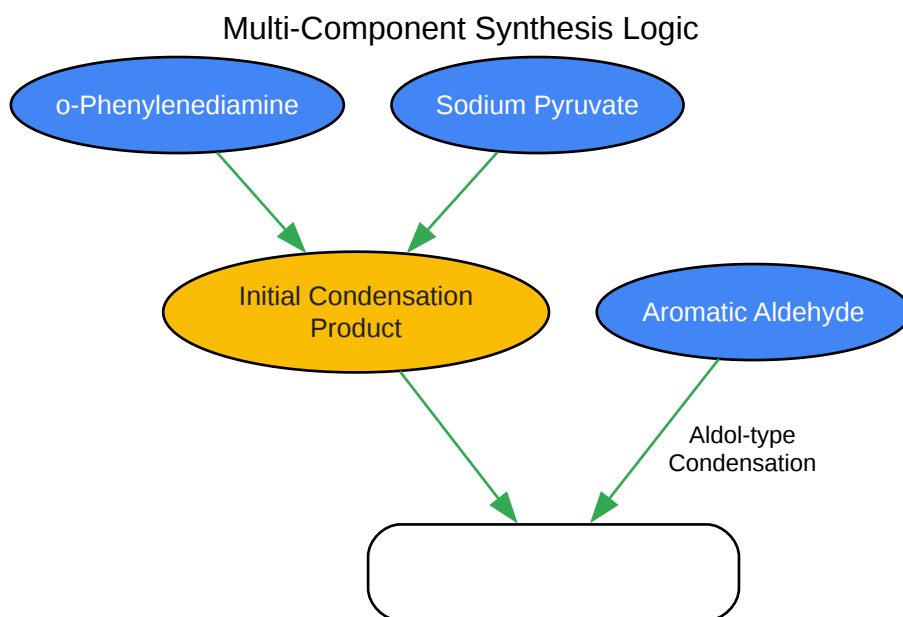 Multi-Component Synthesis Logic
o-Phenylenediamine
Sodium Pyruvate
Initial Condensation
Product
Aromatic Aldehyde
Aldol-type
Condensation